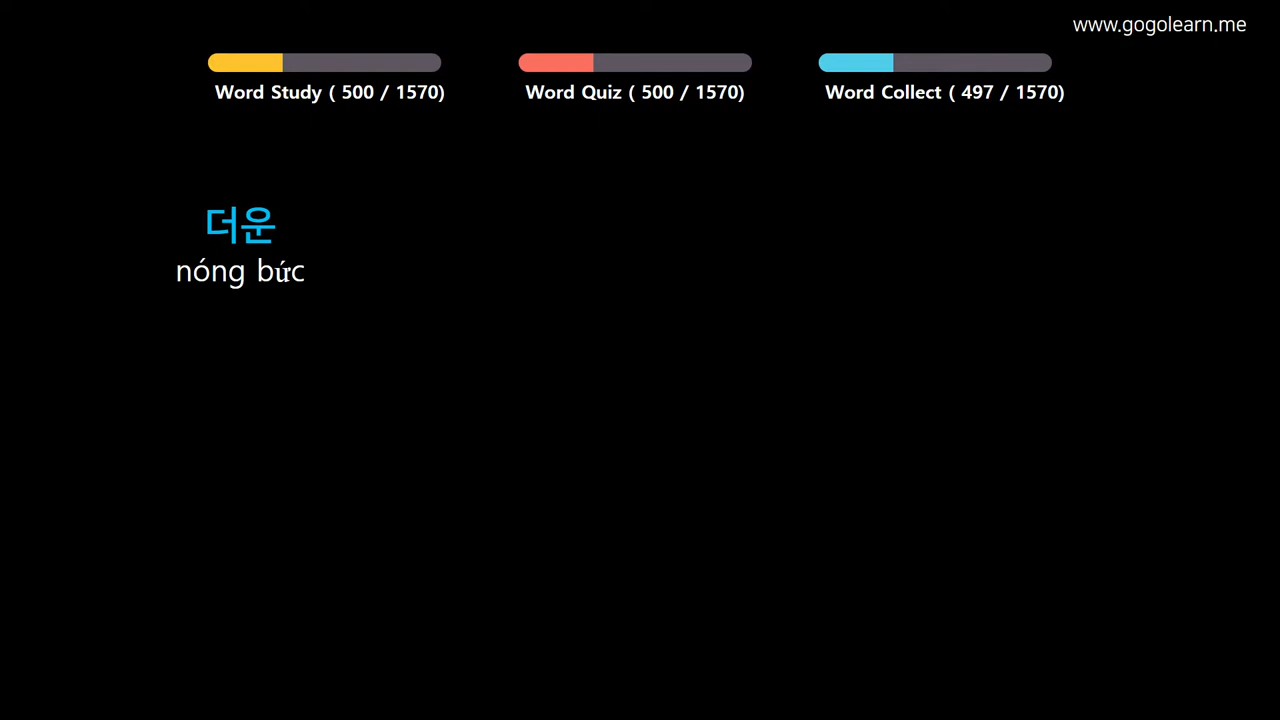 www.gogolearn.me
Word Study ( 500 / 1570)
Word Quiz ( 500 / 1570)
Word Collect ( 497 / 1570)
더운
nóng bức